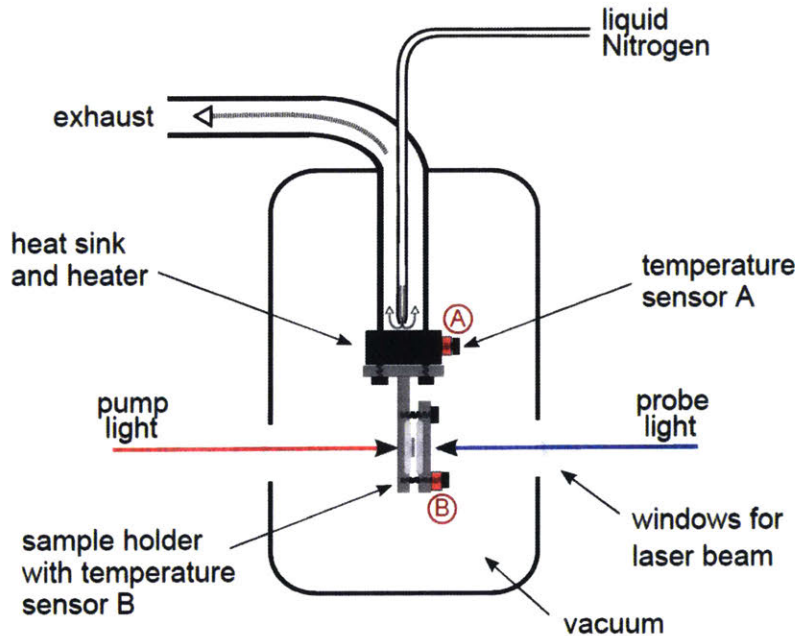 liquid
Nitrogen
exhaust
heat sink
and heater
temperature
sensor A
A
pump
light
probe
light
B
sample holder
with temperature
sensor B
windows for
laser beam
vacuum